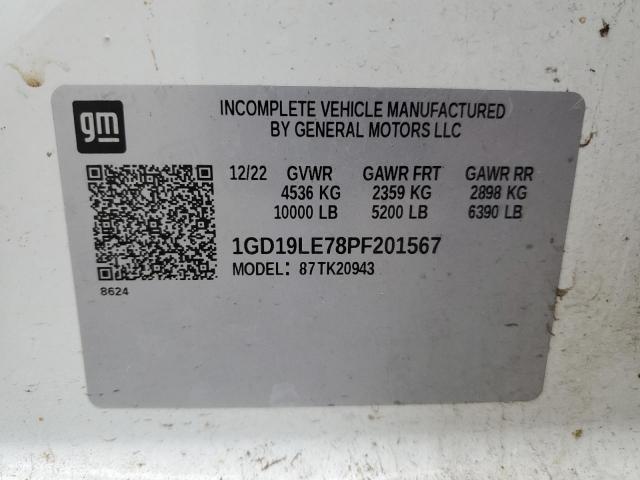 gm
INCOMPLETE VEHICLE MANUFACTURED
BY GENERAL MOTORS LLC
12/22 GVWR GAWR FRT GAWR RR
4536 KG 2359 KG 2898 KG
10000 LB 5200 LB 6390 LB
1GD19LE78PF201567
MODEL: 87TK20943
8624